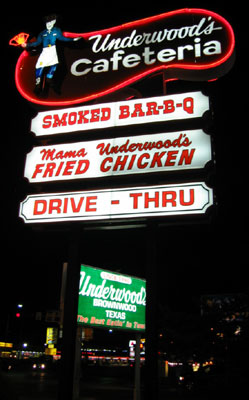 Underwood's
Cafeteria
SMOKED BAR-B-Q
Mama Underwood's
FRIED CHICKEN
DRIVE - THRU
Underwood's
BROWNWOOD
TEXAS